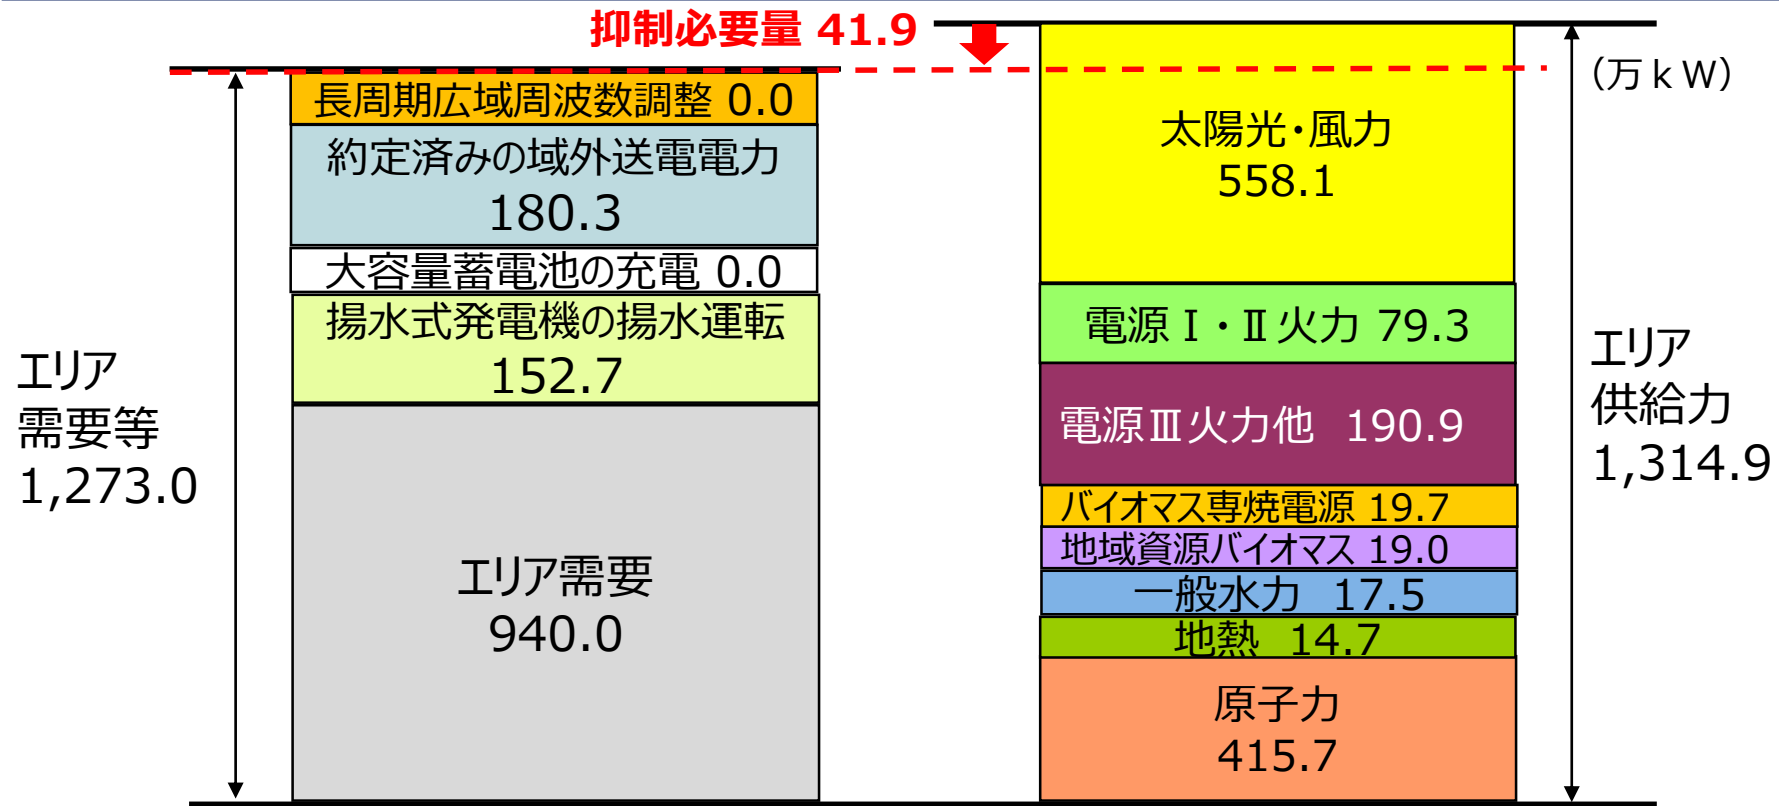 抑制必要量 41.9
(万kW)
エリア
需要等
1,273.0
長周期広域周波数調整 0.0
約定済みの域外送電電力
180.3
大容量蓄電池の充電 0.0
揚水式発電機の揚水運転
152.7
エリア需要
940.0
太陽光・風力
558.1
電源Ⅰ・Ⅱ火力 79.3
電源Ⅲ火力他 190.9
バイオマス専焼電源 19.7
地域資源バイオマス 19.0
一般水力 17.5
地熱 14.7
原子力
415.7
エリア
供給力
1,314.9